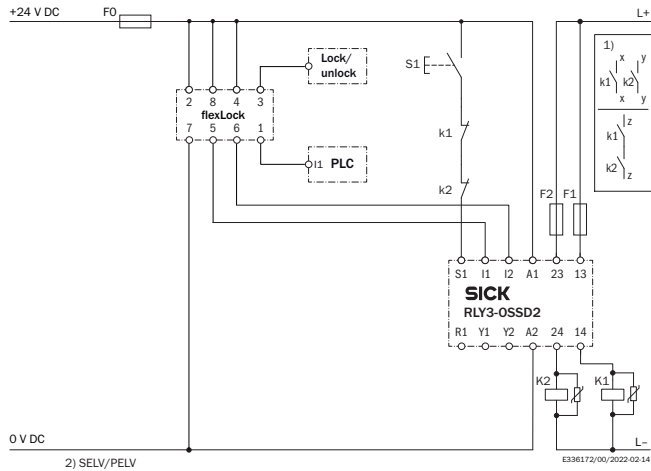 +24 V DC
F0
L+
Lock/
unlock
S1
1)
x y
k1 k2
x y
z
k1
k2
z
2 8 4 3
flexLock
7 5 6 1
I1 PLC
k1
k2
F2 F1
S1 I1 I2 A1 23 13
SICK
RLY3-OSSD2
R1 Y1 Y2 A2 24 14
K2 K1
0 V DC
L–
2) SELV/PELV
E336172/00/2022-02-14